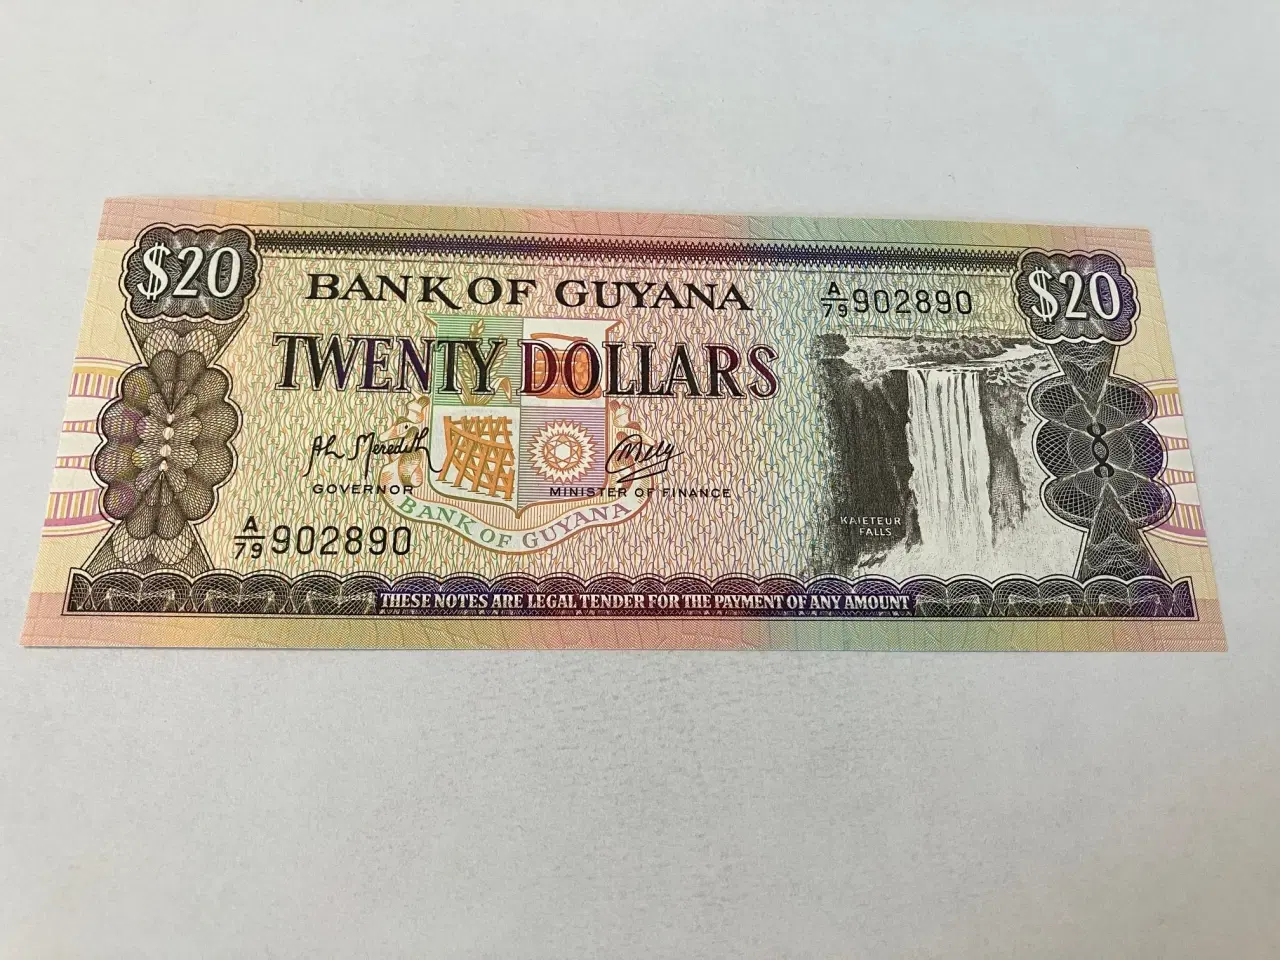 $20
BANK OF GUYANA
A/79 902890
$20
TWENTY DOLLARS
GOVERNOR
MINISTER OF FINANCE
BANK OF GUYANA
KAIETEUR
FALLS
A/79 902890
THESE NOTES ARE LEGAL TENDER FOR THE PAYMENT OF ANY AMOUNT